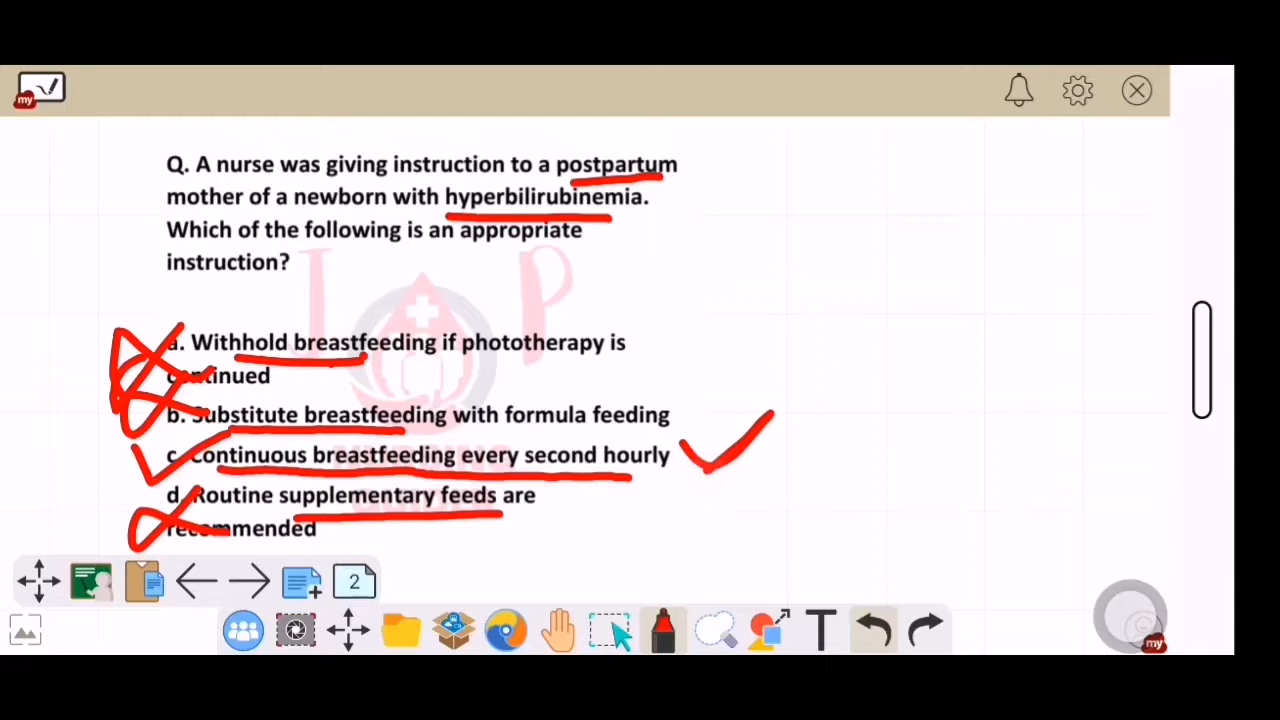 my
Q. A nurse was giving instruction to a postpartum
mother of a newborn with hyperbilirubinemia.
Which of the following is an appropriate
instruction?
J P
a. Withhold breastfeeding if phototherapy is
continued
b. Substitute breastfeeding with formula feeding
c. Continuous breastfeeding every second hourly
d. Routine supplementary feeds are
recommended
2
T
my